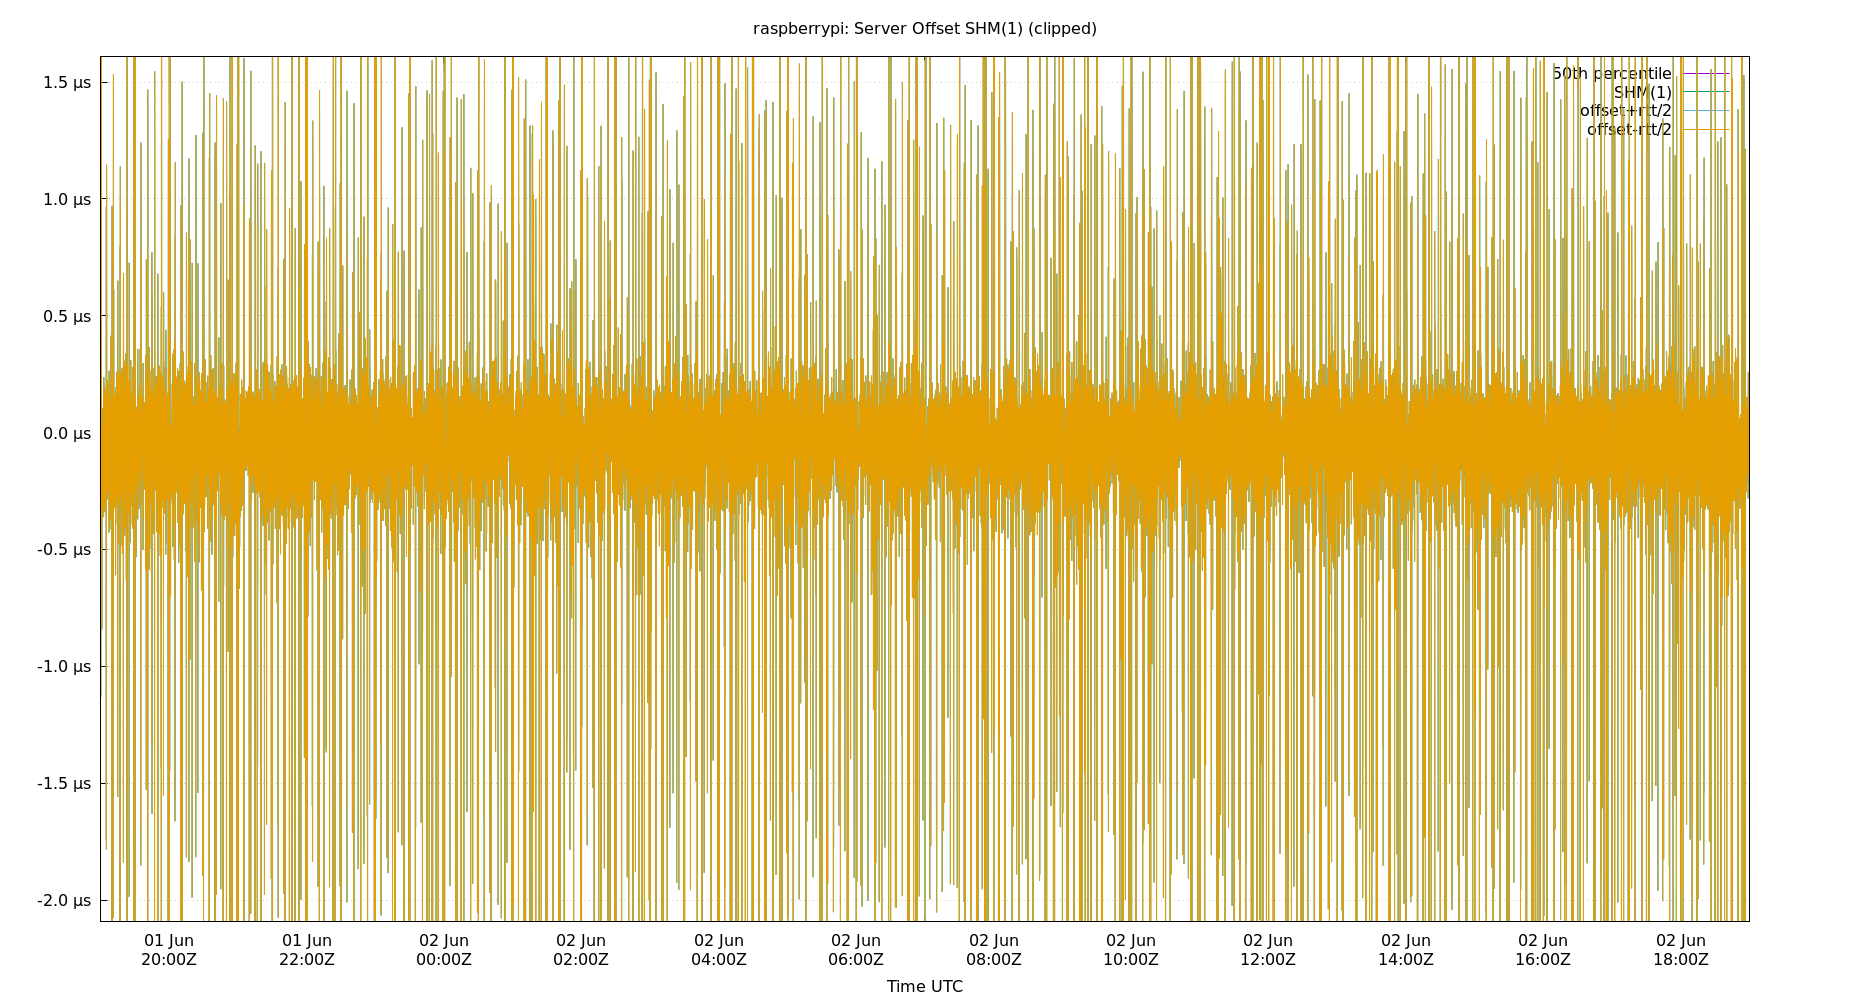 raspberrypi: Server Offset SHM(1) (clipped)
1.5 µs
1.0 µs
0.5 µs
0.0 µs
-0.5 µs
-1.0 µs
-1.5 µs
-2.0 µs
50th percentile
SHM(1)
offset+rtt/2
offset-rtt/2
01 Jun 01 Jun 02 Jun 02 Jun 02 Jun 02 Jun 02 Jun 02 Jun 02 Jun 02 Jun 02 Jun 02 Jun
20:00Z 22:00Z 00:00Z 02:00Z 04:00Z 06:00Z 08:00Z 10:00Z 12:00Z 14:00Z 16:00Z 18:00Z
Time UTC